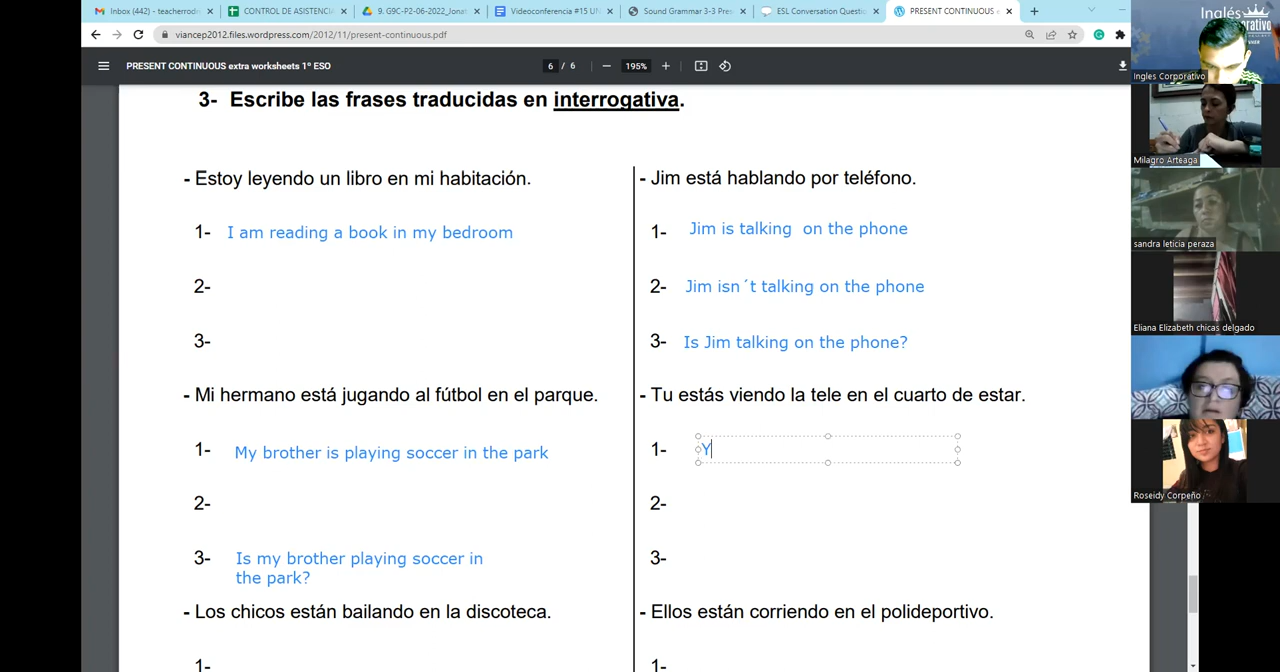 Inbox (442) - teacherrod
CONTROL DE ASISTENCIA
9. G9C-P2-06-2022_Jona
Videoconferencia #15 UN
Sound Grammar 3-3 Pres
ESL Conversation Questi
PRESENT CONTINUOUS e
viancep2012.files.wordpress.com/2012/11/present-continuous.pdf
PRESENT CONTINUOUS extra worksheets 1º ESO
6 / 6
195%
3- Escribe las frases traducidas en interrogativa.
- Estoy leyendo un libro en mi habitación.
1- I am reading a book in my bedroom
2-
3-
- Mi hermano está jugando al fútbol en el parque.
1- My brother is playing soccer in the park
2-
3- Is my brother playing soccer in
the park?
- Los chicos están bailando en la discoteca.
1-
- Jim está hablando por teléfono.
1- Jim is talking  on the phone
2- Jim isn´t talking on the phone
3- Is Jim talking on the phone?
- Tu estás viendo la tele en el cuarto de estar.
1- Y
2-
3-
- Ellos están corriendo en el polideportivo.
1-
Inglés
Ingles Corporativo
Milagro Arteaga
sandra leticia peraza
Eliana Elizabeth chicas delgado
Roseidy Corpeño